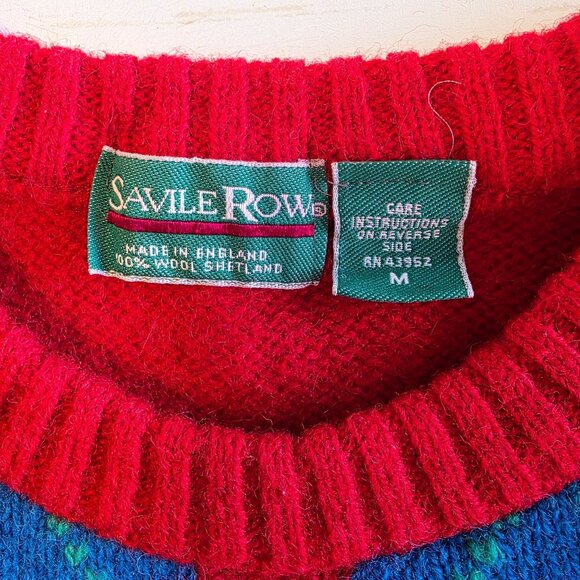 SAVILE ROW®
MADE IN ENGLAND
100% WOOL SHETLAND
CARE
INSTRUCTIONS
ON REVERSE
SIDE
RN 43952
M